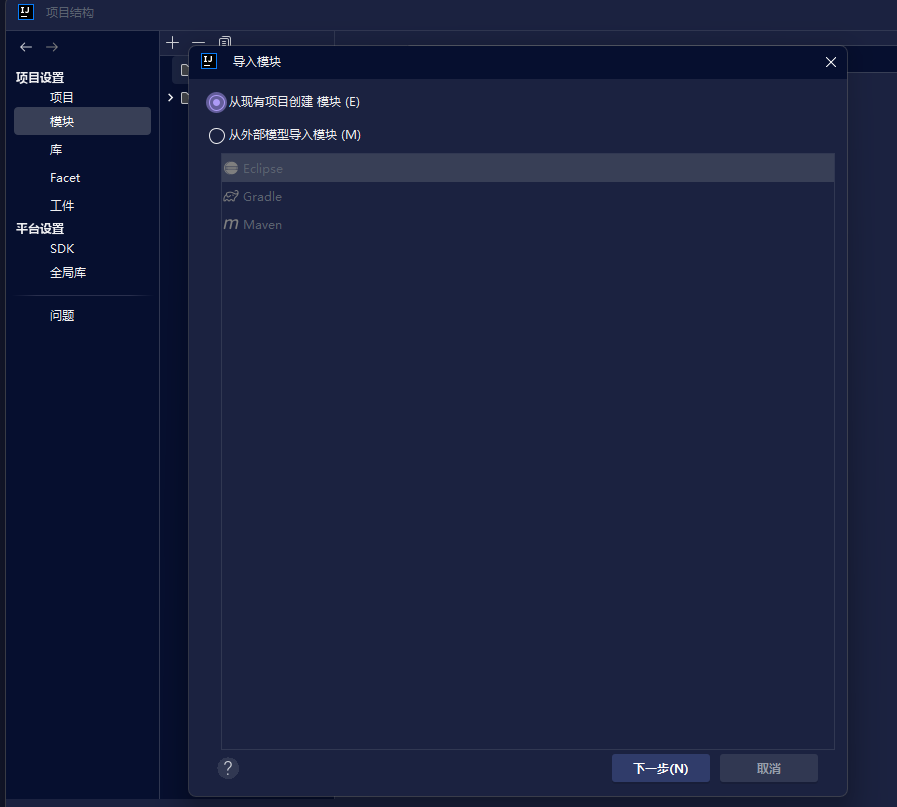 项目结构
项目设置
项目
模块
库
Facet
工件
平台设置
SDK
全局库
问题
导入模块
从现有项目创建 模块 (E)
从外部模型导入模块 (M)
Eclipse
Gradle
Maven
?
下一步(N)
取消